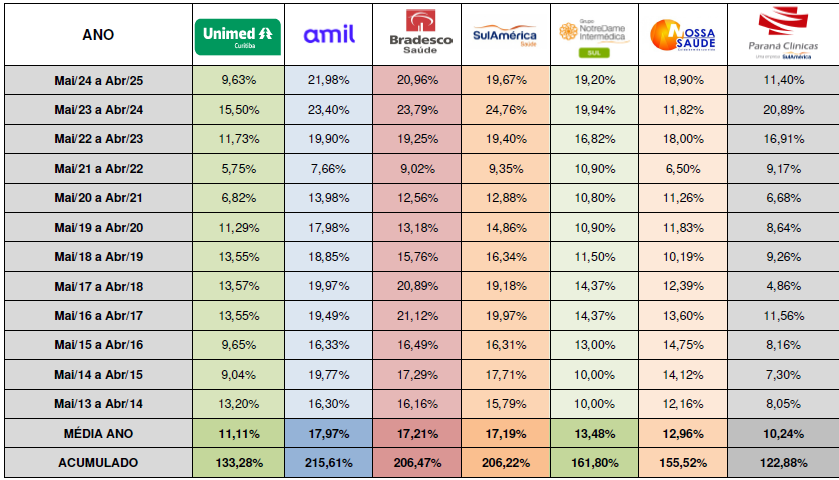 ANO Unimed Curitiba amil Bradesco Saúde SulAmérica Saúde Grupo NotreDame Intermédica SUL NOSSA SAÚDE Paraná Clínicas SulAmérica
Mai/24 a Abr/25 9,63% 21,98% 20,96% 19,67% 19,20% 18,90% 11,40%
Mai/23 a Abr/24 15,50% 23,40% 23,79% 24,76% 19,94% 11,82% 20,89%
Mai/22 a Abr/23 11,73% 19,90% 19,25% 19,40% 16,82% 18,00% 16,91%
Mai/21 a Abr/22 5,75% 7,66% 9,02% 9,35% 10,90% 6,50% 9,17%
Mai/20 a Abr/21 6,82% 13,98% 12,56% 12,88% 10,80% 11,26% 6,68%
Mai/19 a Abr/20 11,29% 17,98% 13,18% 14,86% 10,90% 11,83% 8,64%
Mai/18 a Abr/19 13,55% 18,85% 15,76% 16,34% 11,50% 10,19% 9,26%
Mai/17 a Abr/18 13,57% 19,97% 20,89% 19,18% 14,37% 12,39% 4,86%
Mai/16 a Abr/17 13,55% 19,49% 21,12% 19,97% 14,37% 13,60% 11,56%
Mai/15 a Abr/16 9,65% 16,33% 16,49% 16,31% 13,00% 14,75% 8,16%
Mai/14 a Abr/15 9,04% 19,77% 17,29% 17,71% 10,00% 14,12% 7,30%
Mai/13 a Abr/14 13,20% 16,30% 16,16% 15,79% 10,00% 12,16% 8,05%
MÉDIA ANO 11,11% 17,97% 17,21% 17,19% 13,48% 12,96% 10,24%
ACUMULADO 133,28% 215,61% 206,47% 206,22% 161,80% 155,52% 122,88%